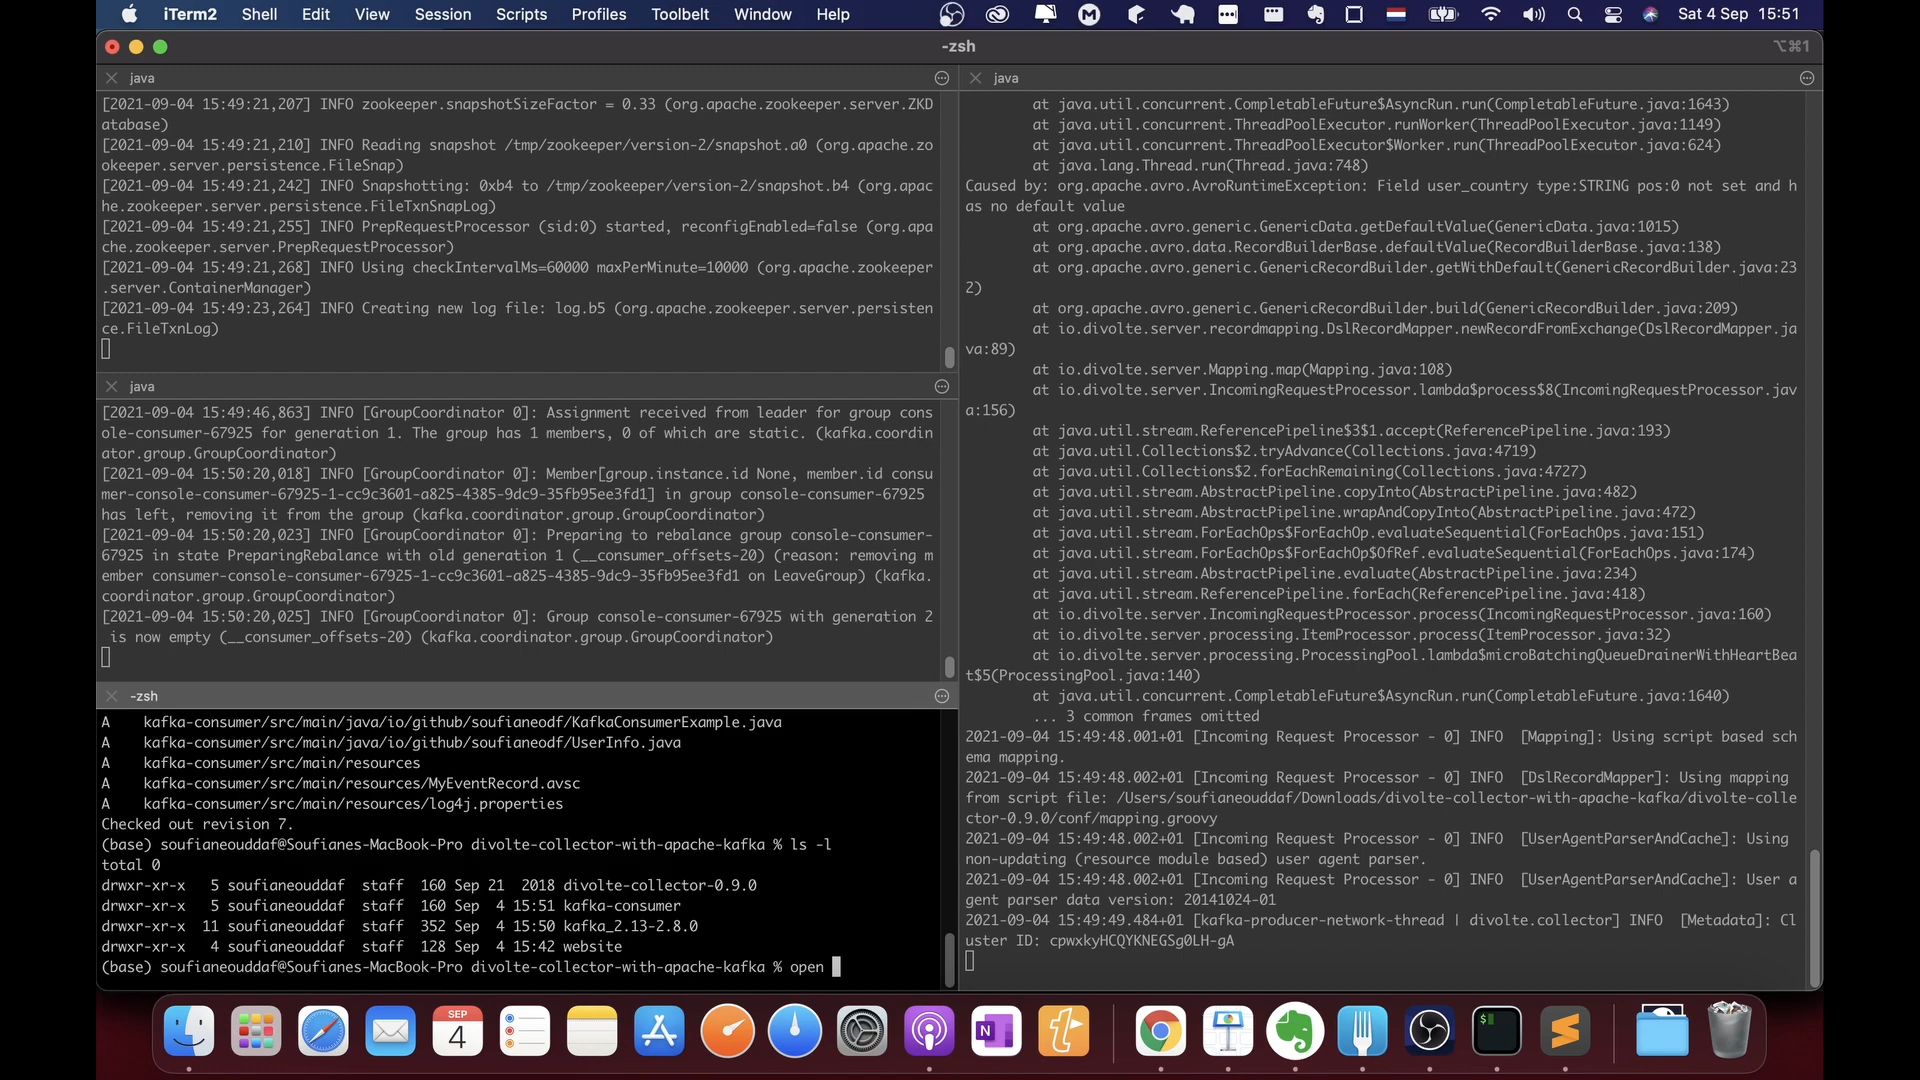 iTerm2 Shell Edit View Session Scripts Profiles Toolbelt Window Help Sat 4 Sep 15:51
-zsh ⌥⌘1
java
[2021-09-04 15:49:21,207] INFO zookeeper.snapshotSizeFactor = 0.33 (org.apache.zookeeper.server.ZKD
atabase)
[2021-09-04 15:49:21,210] INFO Reading snapshot /tmp/zookeeper/version-2/snapshot.a0 (org.apache.zo
okeeper.server.persistence.FileSnap)
[2021-09-04 15:49:21,242] INFO Snapshotting: 0xb4 to /tmp/zookeeper/version-2/snapshot.b4 (org.apac
he.zookeeper.server.persistence.FileTxnSnapLog)
[2021-09-04 15:49:21,255] INFO PrepRequestProcessor (sid:0) started, reconfigEnabled=false (org.apa
che.zookeeper.server.PrepRequestProcessor)
[2021-09-04 15:49:21,268] INFO Using checkIntervalMs=60000 maxPerMinute=10000 (org.apache.zookeeper
.server.ContainerManager)
[2021-09-04 15:49:23,264] INFO Creating new log file: log.b5 (org.apache.zookeeper.server.persisten
ce.FileTxnLog)
java
[2021-09-04 15:49:46,863] INFO [GroupCoordinator 0]: Assignment received from leader for group cons
ole-consumer-67925 for generation 1. The group has 1 members, 0 of which are static. (kafka.coordin
ator.group.GroupCoordinator)
[2021-09-04 15:50:20,018] INFO [GroupCoordinator 0]: Member[group.instance.id None, member.id consu
mer-console-consumer-67925-1-cc9c3601-a825-4385-9dc9-35fb95ee3fd1] in group console-consumer-67925
has left, removing it from the group (kafka.coordinator.group.GroupCoordinator)
[2021-09-04 15:50:20,023] INFO [GroupCoordinator 0]: Preparing to rebalance group console-consumer-
67925 in state PreparingRebalance with old generation 1 (__consumer_offsets-20) (reason: removing m
ember consumer-console-consumer-67925-1-cc9c3601-a825-4385-9dc9-35fb95ee3fd1 on LeaveGroup) (kafka.
coordinator.group.GroupCoordinator)
[2021-09-04 15:50:20,025] INFO [GroupCoordinator 0]: Group console-consumer-67925 with generation 2
is now empty (__consumer_offsets-20) (kafka.coordinator.group.GroupCoordinator)
-zsh
A kafka-consumer/src/main/java/io/github/soufianeodf/KafkaConsumerExample.java
A kafka-consumer/src/main/java/io/github/soufianeodf/UserInfo.java
A kafka-consumer/src/main/resources
A kafka-consumer/src/main/resources/MyEventRecord.avsc
A kafka-consumer/src/main/resources/log4j.properties
Checked out revision 7.
(base) soufianeouddaf@Soufianes-MacBook-Pro divolte-collector-with-apache-kafka % ls -l
total 0
drwxr-xr-x 5 soufianeouddaf staff 160 Sep 21 2018 divolte-collector-0.9.0
drwxr-xr-x 5 soufianeouddaf staff 160 Sep 4 15:51 kafka-consumer
drwxr-xr-x 11 soufianeouddaf staff 352 Sep 4 15:50 kafka_2.13-2.8.0
drwxr-xr-x 4 soufianeouddaf staff 128 Sep 4 15:42 website
(base) soufianeouddaf@Soufianes-MacBook-Pro divolte-collector-with-apache-kafka % open
java
at java.util.concurrent.CompletableFuture$AsyncRun.run(CompletableFuture.java:1643)
at java.util.concurrent.ThreadPoolExecutor.runWorker(ThreadPoolExecutor.java:1149)
at java.util.concurrent.ThreadPoolExecutor$Worker.run(ThreadPoolExecutor.java:624)
at java.lang.Thread.run(Thread.java:748)
Caused by: org.apache.avro.AvroRuntimeException: Field user_country type:STRING pos:0 not set and h
as no default value
at org.apache.avro.generic.GenericData.getDefaultValue(GenericData.java:1015)
at org.apache.avro.data.RecordBuilderBase.defaultValue(RecordBuilderBase.java:138)
at org.apache.avro.generic.GenericRecordBuilder.getWithDefault(GenericRecordBuilder.java:23
2)
at org.apache.avro.generic.GenericRecordBuilder.build(GenericRecordBuilder.java:209)
at io.divolte.server.recordmapping.DslRecordMapper.newRecordFromExchange(DslRecordMapper.ja
va:89)
at io.divolte.server.Mapping.map(Mapping.java:108)
at io.divolte.server.IncomingRequestProcessor.lambda$process$8(IncomingRequestProcessor.jav
a:156)
at java.util.stream.ReferencePipeline$3$1.accept(ReferencePipeline.java:193)
at java.util.Collections$2.tryAdvance(Collections.java:4719)
at java.util.Collections$2.forEachRemaining(Collections.java:4727)
at java.util.stream.AbstractPipeline.copyInto(AbstractPipeline.java:482)
at java.util.stream.AbstractPipeline.wrapAndCopyInto(AbstractPipeline.java:472)
at java.util.stream.ForEachOps$ForEachOp.evaluateSequential(ForEachOps.java:151)
at java.util.stream.ForEachOps$ForEachOp$OfRef.evaluateSequential(ForEachOps.java:174)
at java.util.stream.AbstractPipeline.evaluate(AbstractPipeline.java:234)
at java.util.stream.ReferencePipeline.forEach(ReferencePipeline.java:418)
at io.divolte.server.IncomingRequestProcessor.process(IncomingRequestProcessor.java:160)
at io.divolte.server.processing.ItemProcessor.process(ItemProcessor.java:32)
at io.divolte.server.processing.ProcessingPool.lambda$microBatchingQueueDrainerWithHeartBea
t$5(ProcessingPool.java:140)
at java.util.concurrent.CompletableFuture$AsyncRun.run(CompletableFuture.java:1640)
... 3 common frames omitted
2021-09-04 15:49:48.001+01 [Incoming Request Processor - 0] INFO [Mapping]: Using script based sch
ema mapping.
2021-09-04 15:49:48.002+01 [Incoming Request Processor - 0] INFO [DslRecordMapper]: Using mapping
from script file: /Users/soufianeouddaf/Downloads/divolte-collector-with-apache-kafka/divolte-colle
ctor-0.9.0/conf/mapping.groovy
2021-09-04 15:49:48.002+01 [Incoming Request Processor - 0] INFO [UserAgentParserAndCache]: Using
non-updating (resource module based) user agent parser.
2021-09-04 15:49:48.002+01 [Incoming Request Processor - 0] INFO [UserAgentParserAndCache]: User a
gent parser data version: 20141024-01
2021-09-04 15:49:49.484+01 [kafka-producer-network-thread | divolte.collector] INFO [Metadata]: Cl
uster ID: cpwxkyHCQYKNEGSg0LH-gA
SEP
4
N
$